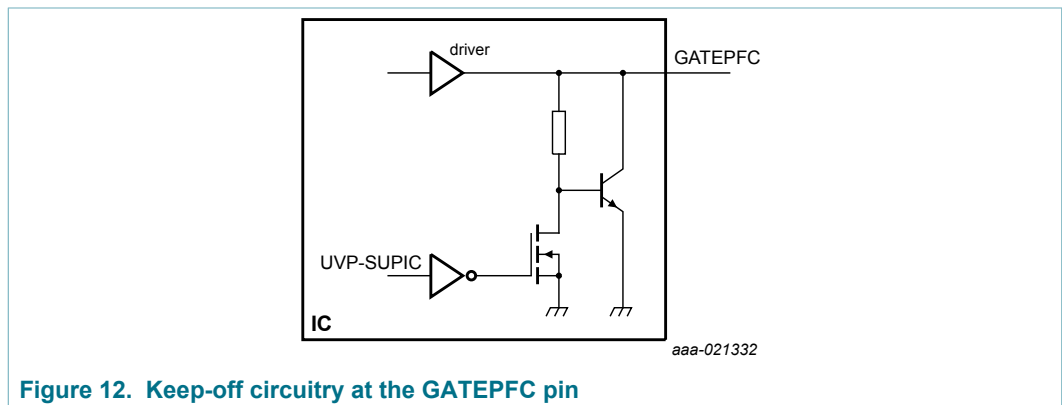 driver
GATEPFC
UVP-SUPIC
IC
aaa-021332
Figure 12. Keep-off circuitry at the GATEPFC pin